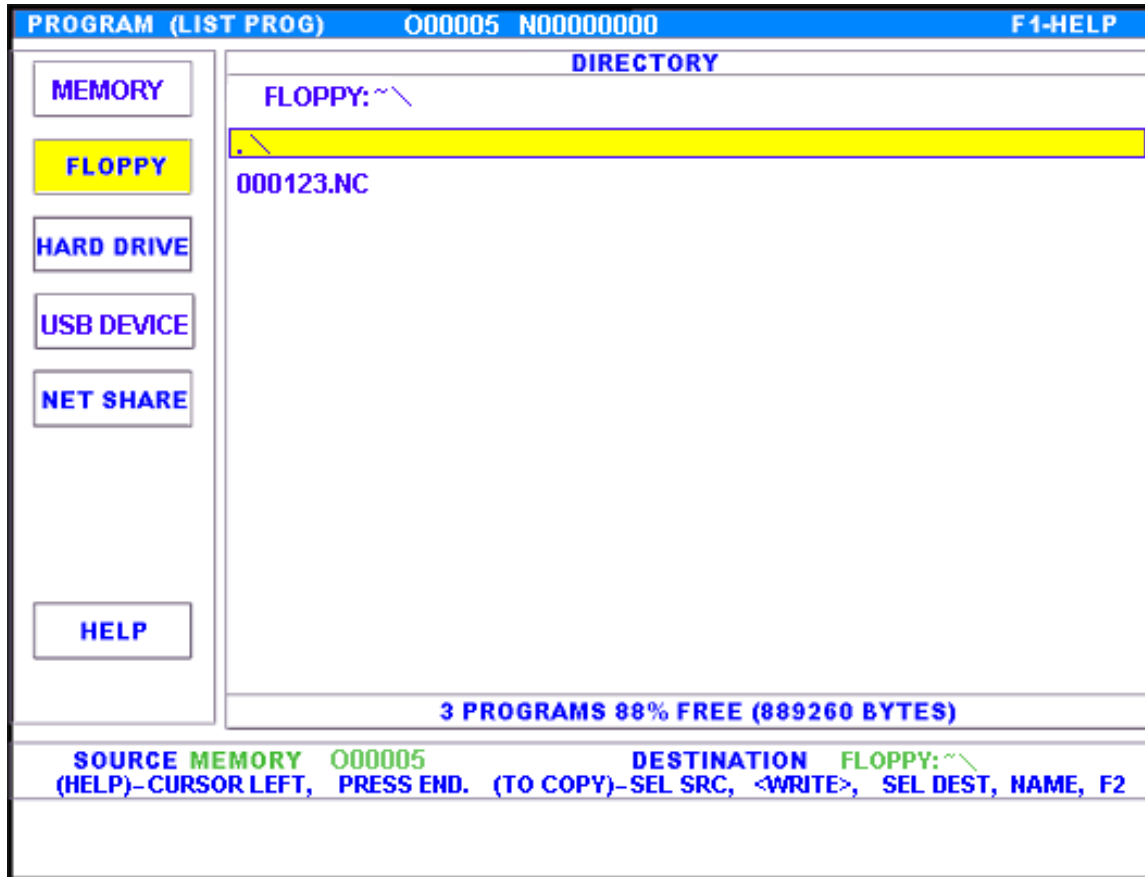 PROGRAM (LIST PROG) O00005 N00000000 F1-HELP
MEMORY
FLOPPY
HARD DRIVE
USB DEVICE
NET SHARE
HELP
DIRECTORY
FLOPPY:~\
. \
000123.NC
3 PROGRAMS 88% FREE (889260 BYTES)
SOURCE MEMORY O00005 DESTINATION FLOPPY:~\
(HELP)-CURSOR LEFT, PRESS END. (TO COPY)-SEL SRC, <WRITE>, SEL DEST, NAME, F2